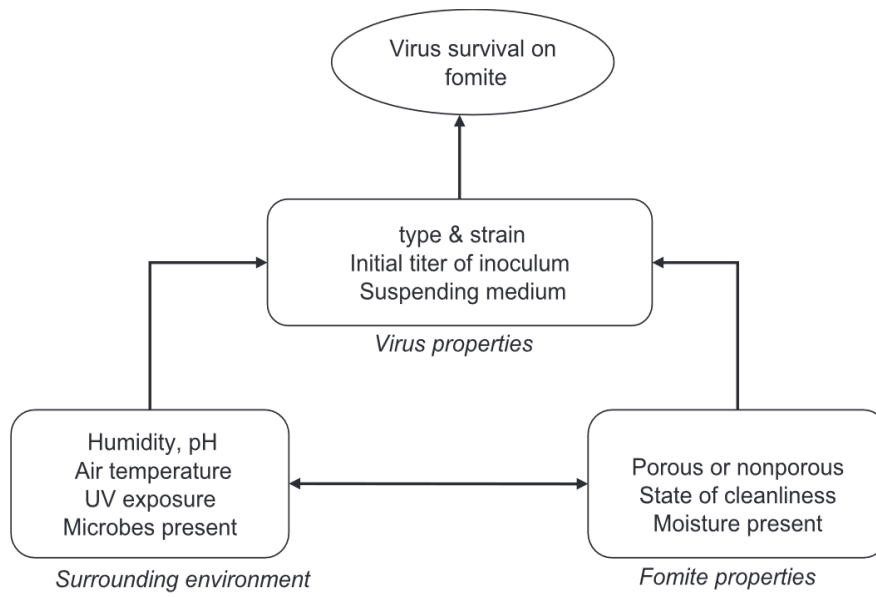 Virus survival on
fomite
type & strain
Initial titer of inoculum
Suspending medium
Virus properties
Humidity, pH
Air temperature
UV exposure
Microbes present
Surrounding environment
Porous or nonporous
State of cleanliness
Moisture present
Fomite properties